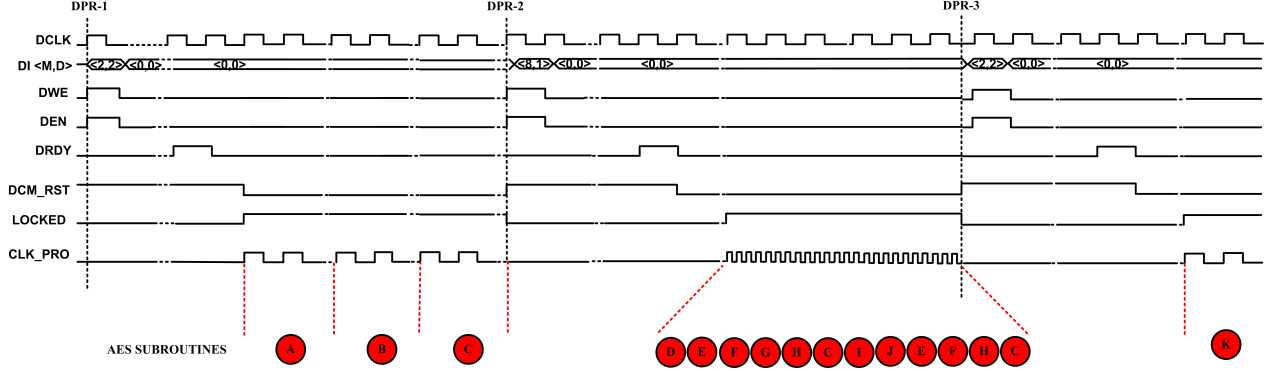 DPR-1 DPR-2 DPR-3
DCLK
DI <M,D> <2,2> <0,0> <0,0> <8,1> <0,0> <0,0> <2,2> <0,0> <0,0>
DWE
DEN
DRDY
DCM_RST
LOCKED
CLK_PRO
AES SUBROUTINES A B C D E F G H C I J E F H C K